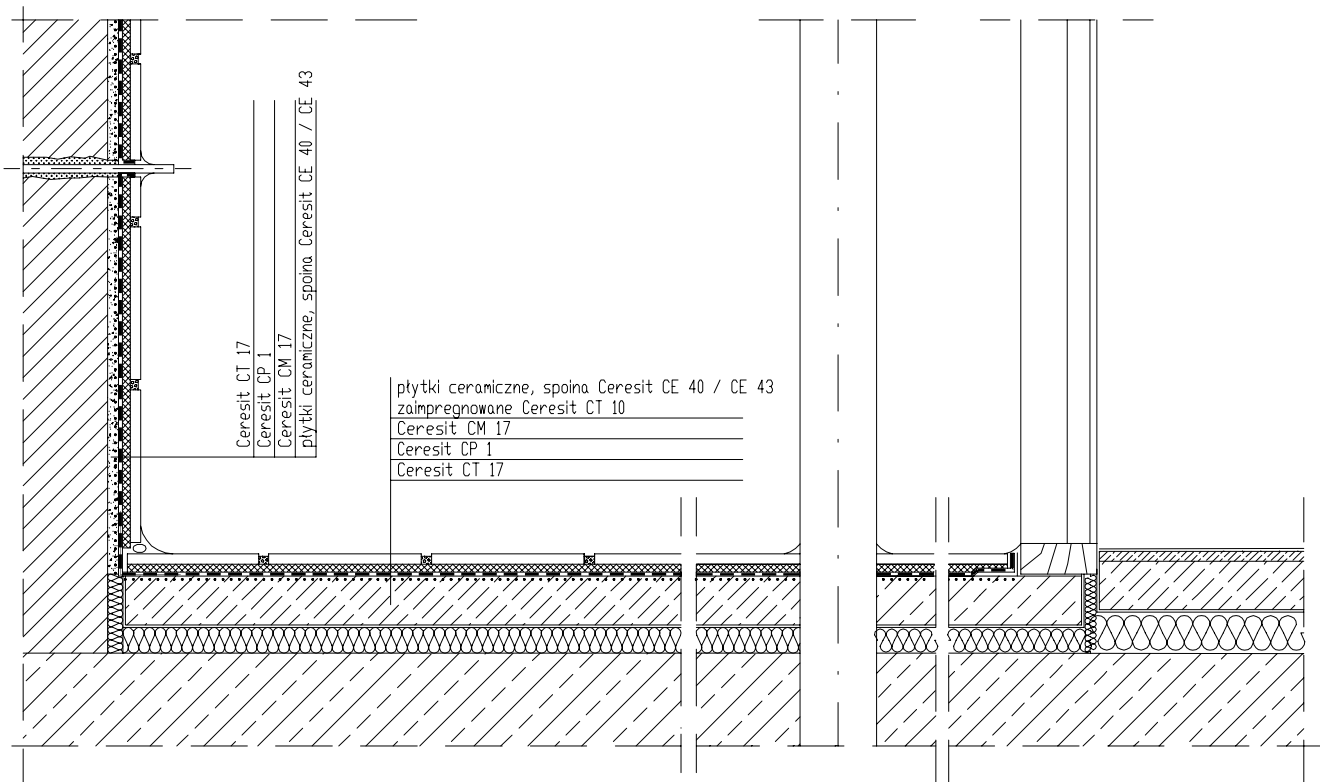 Ceresit CT 17
Ceresit CP 1
Ceresit CM 17
płytki ceramiczne, spoina Ceresit CE 40 / CE 43
płytki ceramiczne, spoina Ceresit CE 40 / CE 43
zaimpregnowane Ceresit CT 10
Ceresit CM 17
Ceresit CP 1
Ceresit CT 17